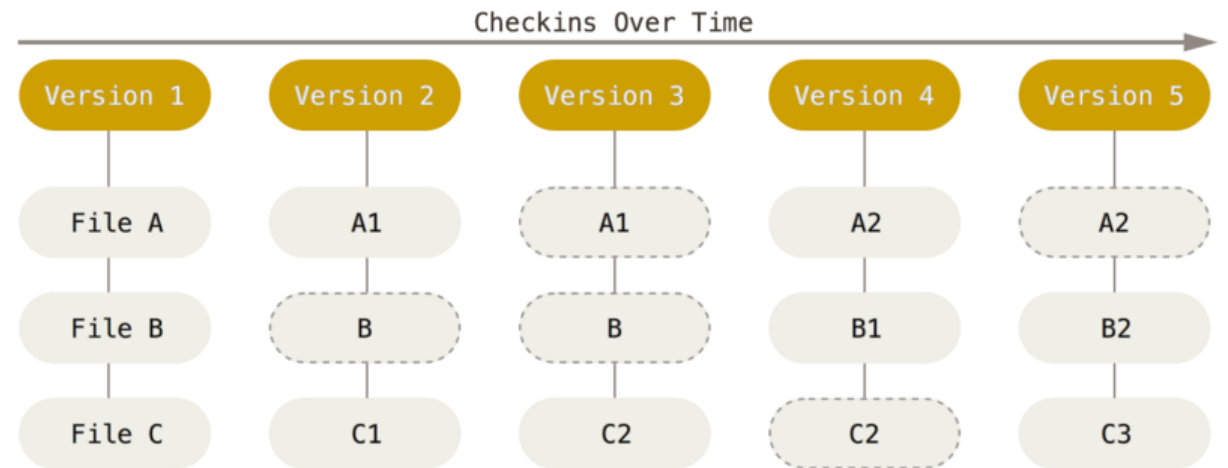 Checkins Over Time
Version 1 Version 2 Version 3 Version 4 Version 5
File A A1 A1 A2 A2
File B B B B1 B2
File C C1 C2 C2 C3